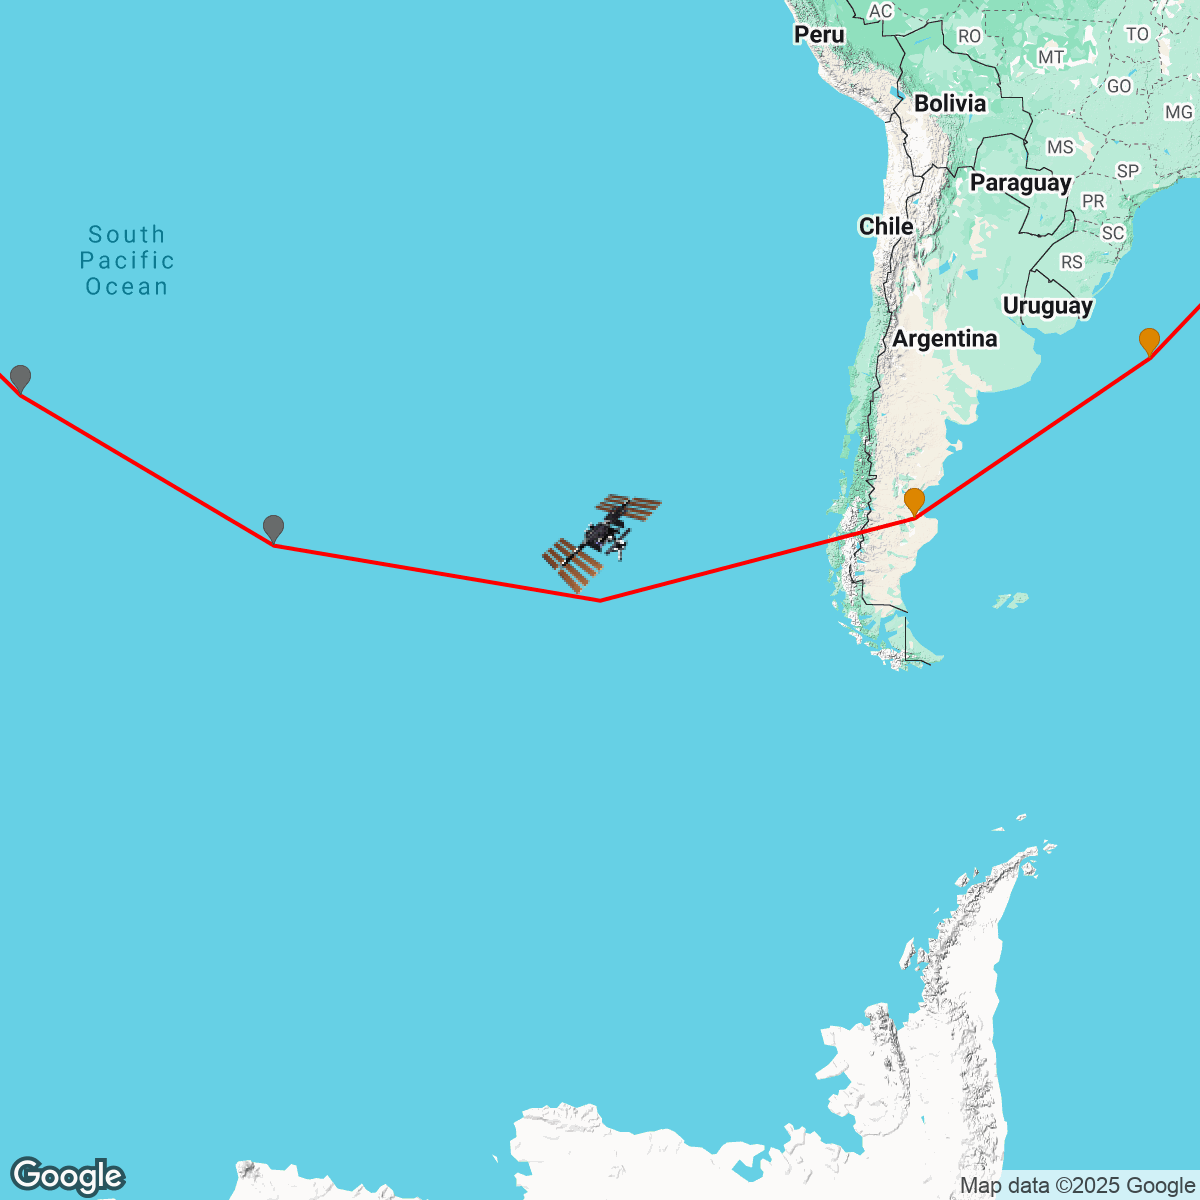 AC
Peru
RO
TO
MT
GO
Bolivia
MG
MS
SP
Paraguay
PR
Chile
SC
South
Pacific
Ocean
RS
Uruguay
Argentina
Google
Map data ©2025 Google